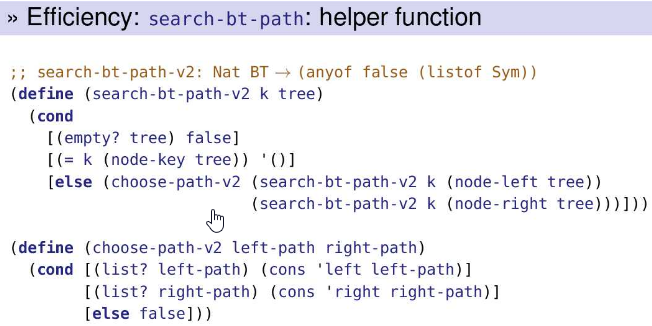 » Efficiency: search-bt-path: helper function
;; search-bt-path-v2: Nat BT → (anyof false (listof Sym))
(define (search-bt-path-v2 k tree)
  (cond
    [(empty? tree) false]
    [(= k (node-key tree)) '()]
    [else (choose-path-v2 (search-bt-path-v2 k (node-left tree))
                          (search-bt-path-v2 k (node-right tree)))]))
(define (choose-path-v2 left-path right-path)
  (cond [(list? left-path) (cons 'left left-path)]
        [(list? right-path) (cons 'right right-path)]
        [else false]))